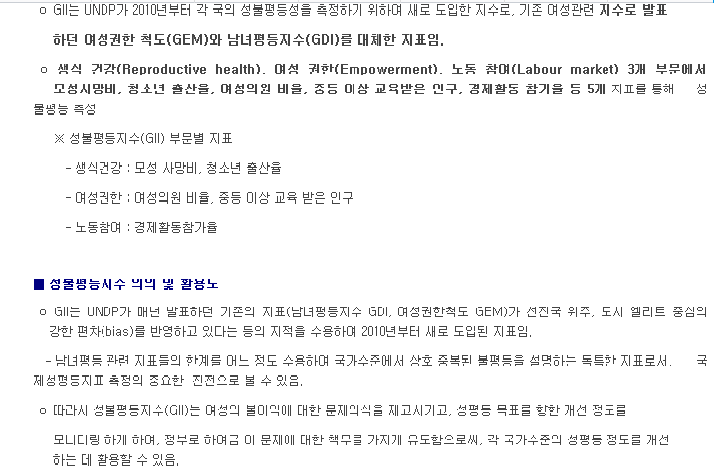 o GII는 UNDP가 2010년부터 각 국의 성불평등성을 측정하기 위하여 새로 도입한 지수로, 기존 여성관련 지수로 발표
하던 여성권한 척도(GEM)와 남녀평등지수(GDI)를 대체한 지표임.
o 생식 건강(Reproductive health), 여성 권한(Empowerment), 노동 참여(Labour market) 3개 부문에서
모성사망비, 청소년 출산율, 여성의원 비율, 중등 이상 교육받은 인구, 경제활동 참가율 등 5개 지표를 통해 성
불평등 측정
※ 성불평등지수(GII) 부문별 지표
- 생식건강 : 모성 사망비, 청소년 출산율
- 여성권한 : 여성의원 비율, 중등 이상 교육 받은 인구
- 노동참여 : 경제활동참가율
■ 성불평등지수 의의 및 활용도
o GII는 UNDP가 매년 발표하던 기존의 지표(남녀평등지수 GDI, 여성권한척도 GEM)가 선진국 위주, 도시 엘리트 중심의
강한 편차(bias)를 반영하고 있다는 등의 지적을 수용하여 2010년부터 새로 도입된 지표임.
- 남녀평등 관련 지표들의 한계를 어느 정도 수용하여 국가수준에서 상호 중복된 불평등을 설명하는 독특한 지표로서, 국
제성평등지표 측정의 중요한 진전으로 볼 수 있음.
o 따라서 성불평등지수(GII)는 여성의 불이익에 대한 문제의식을 제고시키고, 성평등 목표를 향한 개선 정도를
모니터링 하게 하며, 정부로 하여금 이 문제에 대한 책무를 가지게 유도함으로써, 각 국가수준의 성평등 정도를 개선
하는 데 활용할 수 있음.